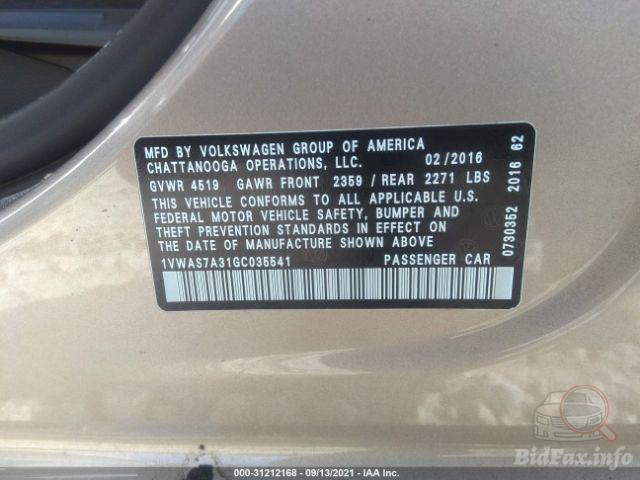 MFD BY VOLKSWAGEN GROUP OF AMERICA
CHATTANOOGA OPERATIONS, LLC. 02/2016
GVWR 4519 GAWR FRONT 2359 / REAR 2271 LBS
THIS VEHICLE CONFORMS TO ALL APPLICABLE U.S.
FEDERAL MOTOR VEHICLE SAFETY, BUMPER AND
THEFT PREVENTION STANDARDS IN EFFECT ON
THE DATE OF MANUFACTURE SHOWN ABOVE
1VWAS7A31GC035541 PASSENGER CAR
0730352 2016 62
000-31212168 - 09/13/2021 - IAA Inc.
BidFax.info